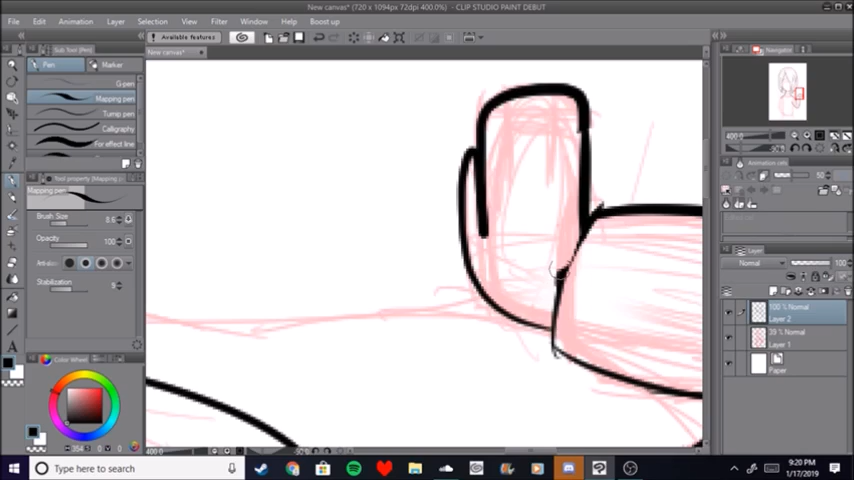 New canvas* (720 x 1094px 72dpi 400.0%) - CLIP STUDIO PAINT DEBUT
File Edit Animation Layer Selection View Filter Window Help Boost up
Available features
New canvas*
Sub Tool (Pen)
Pen Marker
G-pen
Mapping pen
Turnip pen
Calligraphy
For effect line
Tool property (Mapping p
Mapping pen
Brush Size
Opacity 100
Stabilization
Color Wheel
Navigator
400.0
Animation cels
50
Layer
Normal 100
100 % Normal
Layer 2
39 % Normal
Layer 1
Paper
400.0
Type here to search
9:20 PM
1/17/2019